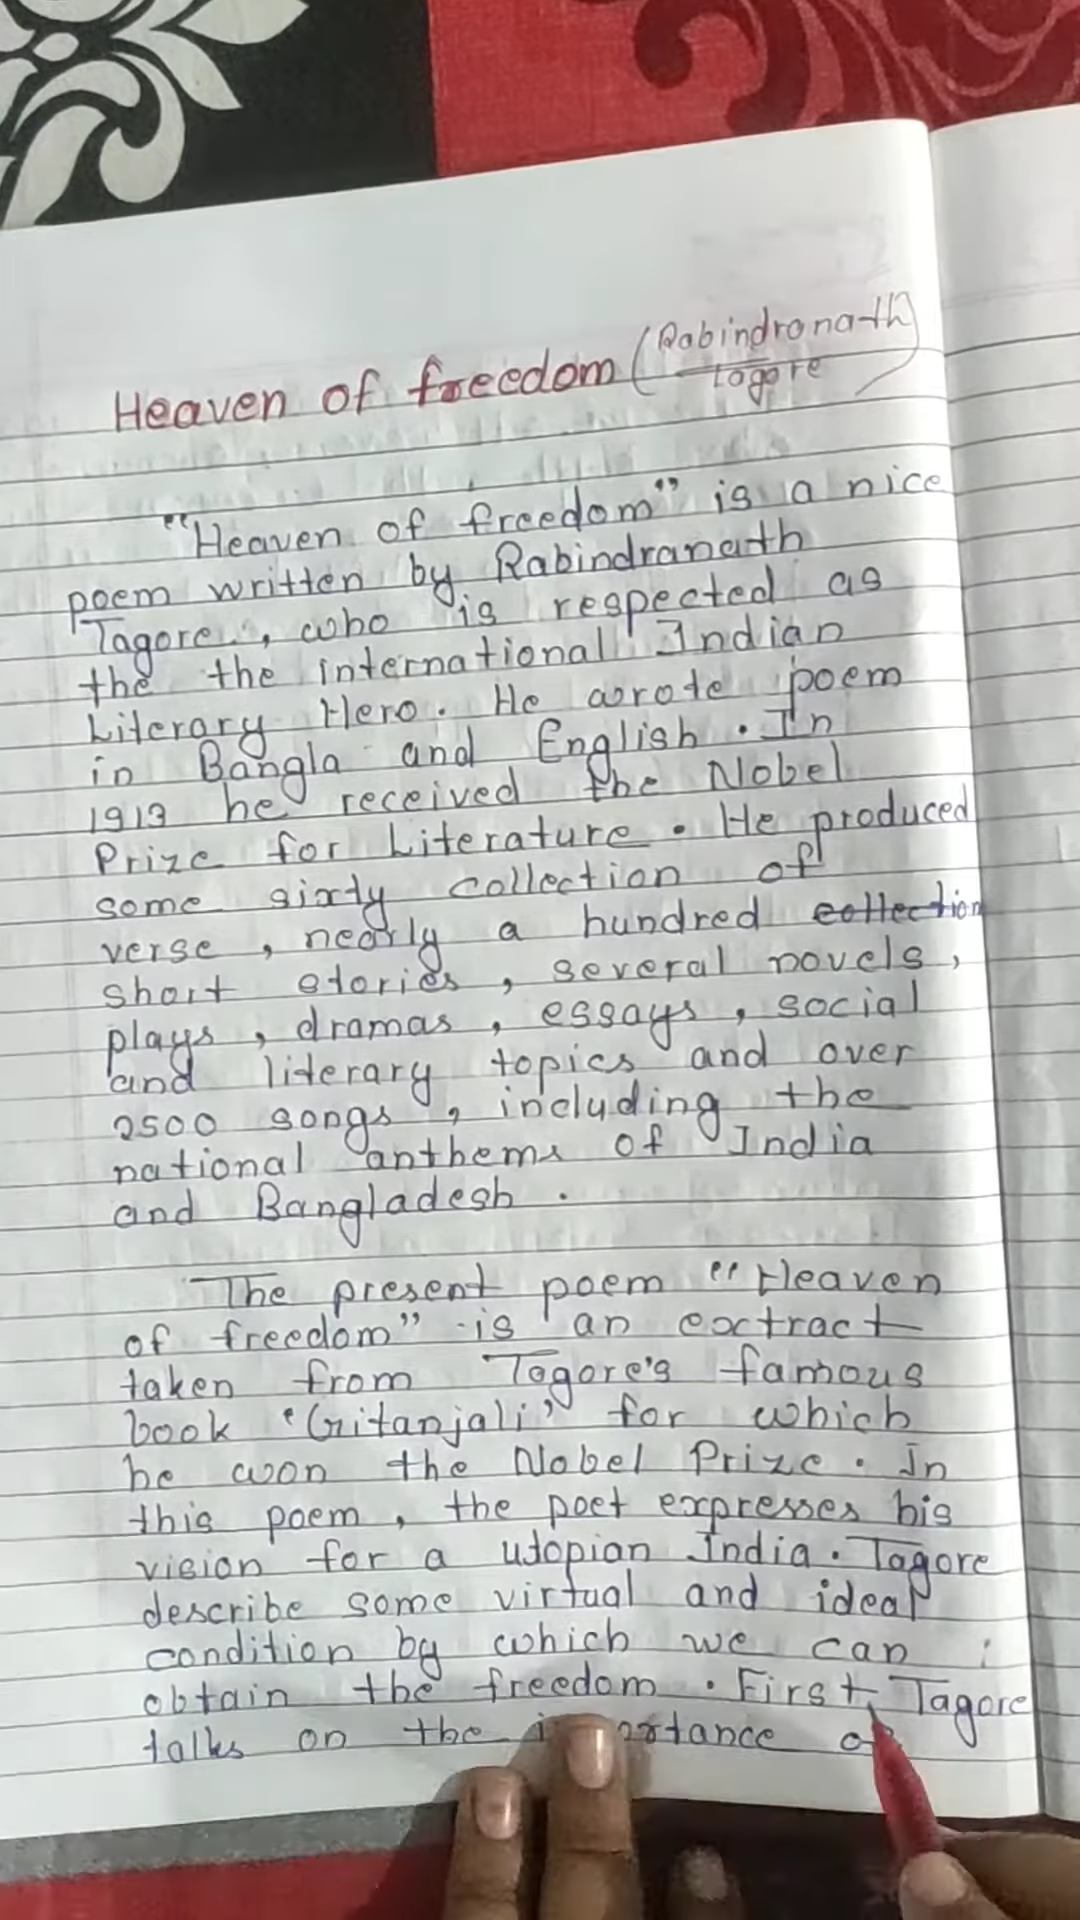 Heaven of freedom (Rabindronath
Tagore)
"Heaven of freedom" is a nice
poem written by Rabindranath
Tagore, who is respected as
the the international Indian
Literary Hero. He wrote poem
in Bangla and English. In
1913 he received the Nobel
Prize for Literature. He produced
some sixty collection of
verse, nearly a hundred collection
short stories, several novels,
plays, dramas, essays, social
and literary topics and over
2500 songs, including the
national anthems of India
and Bangladesh.
The present poem "Heaven
of freedom" is an extract
taken from Tagore's famous
book 'Gitanjali' for which
he won the Nobel Prize. In
this poem, the poet expresses his
vision for a utopian India. Tagore
describe some virtual and ideal
condition by which we can
obtain the freedom. First, Tagore
talks on the